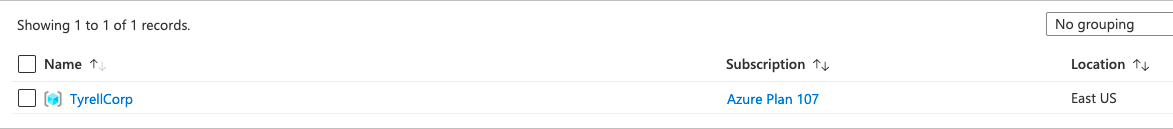 Showing 1 to 1 of 1 records.
No grouping
Name ↑↓ Subscription ↑↓ Location ↑↓
TyrellCorp Azure Plan 107 East US